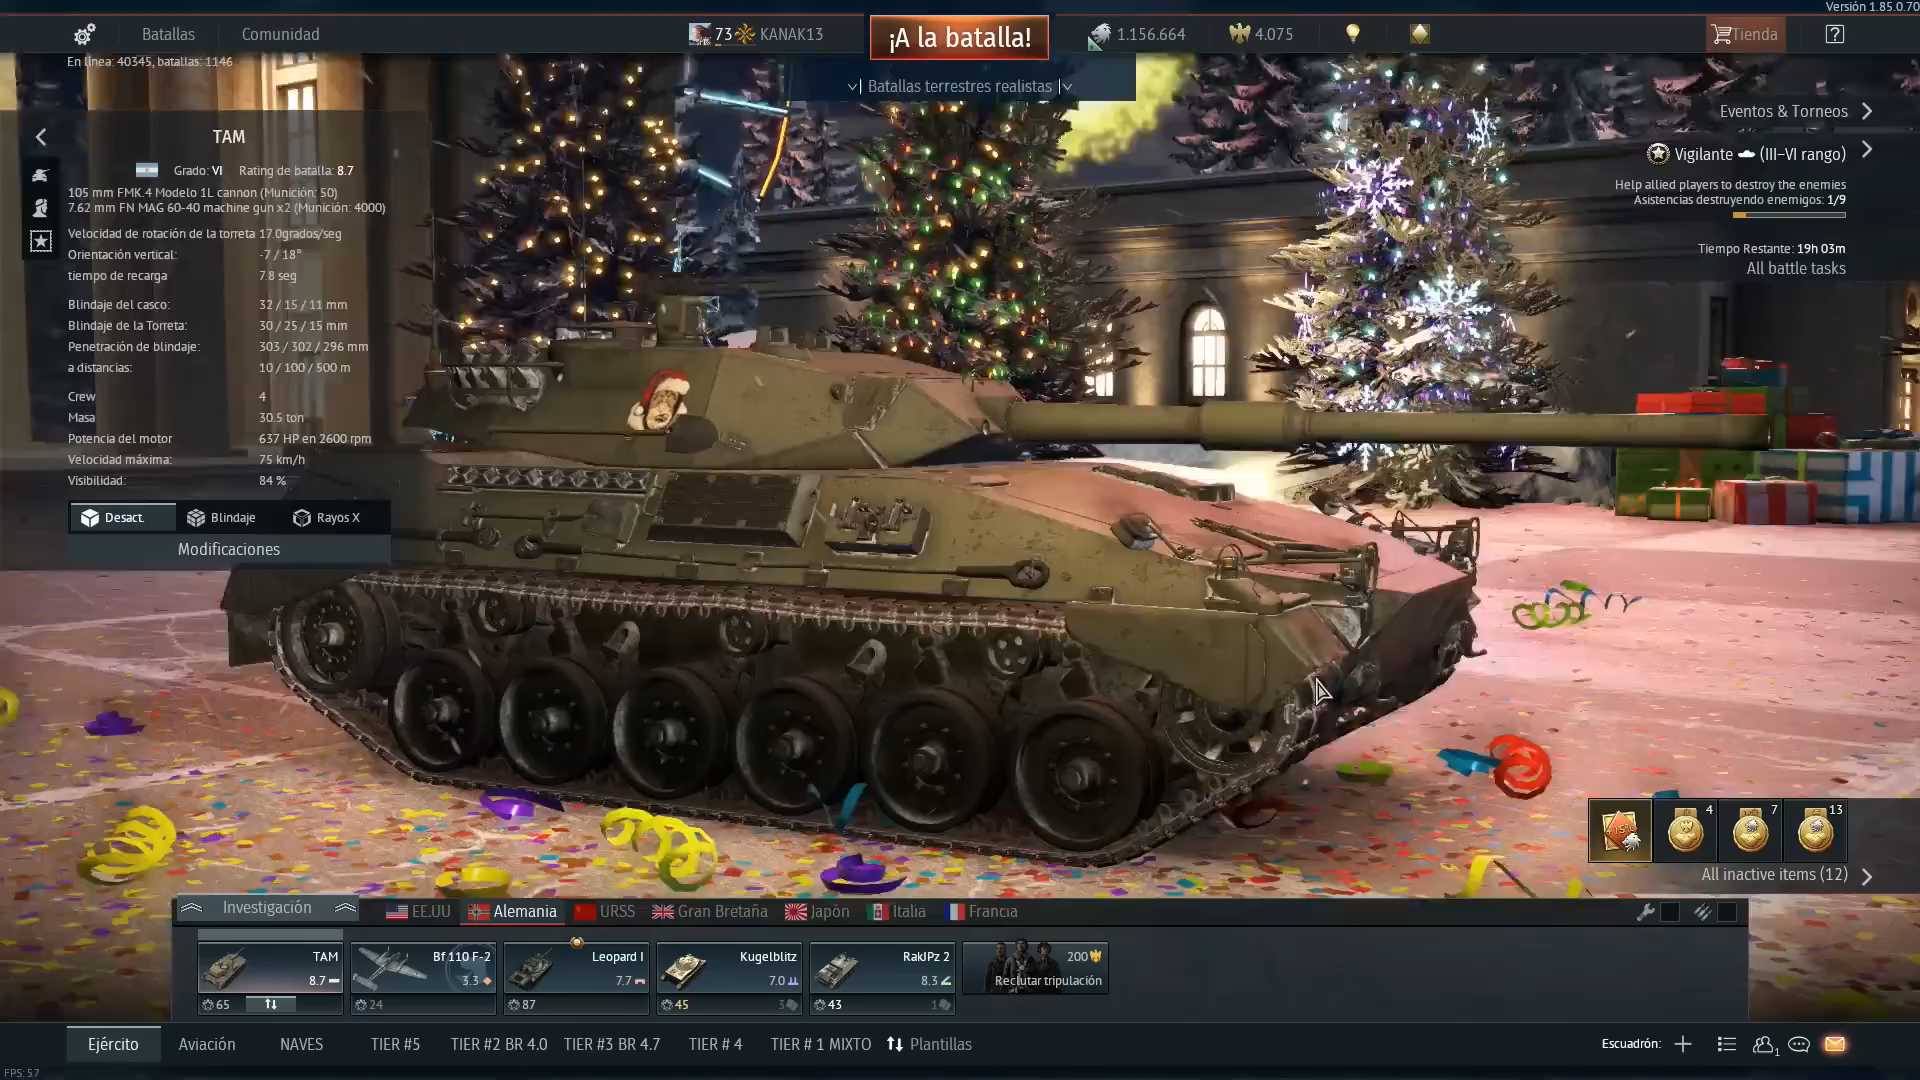 Versión 1.85.0.70
Batallas
Comunidad
73 KANAK13
¡A la batalla!
1.156.664
4.075
Tienda
?
En línea: 40345, batallas: 1146
Batallas terrestres realistas
Eventos & Torneos
Vigilante (III–VI rango)
Help allied players to destroy the enemies
Asistencias destruyendo enemigos: 1/9
Tiempo Restante: 19h 03m
All battle tasks
TAM
Grado: VI Rating de batalla: 8.7
105 mm FMK.4 Modelo 1L cannon (Munición: 50)
7.62 mm FN MAG 60-40 machine gun x2 (Munición: 4000)
Velocidad de rotación de la torreta 17.0grados/seg
Orientación vertical: -7 / 18°
tiempo de recarga 7.8 seg
Blindaje del casco: 32 / 15 / 11 mm
Blindaje de la Torreta: 30 / 25 / 15 mm
Penetración de blindaje: 303 / 302 / 296 mm
a distancias: 10 / 100 / 500 m
Crew 4
Masa 30.5 ton
Potencia del motor 637 HP en 2600 rpm
Velocidad máxima: 75 km/h
Visibilidad: 84 %
Desact. Blindaje Rayos X
Modificaciones
4
7
13
All inactive items (12)
Investigación
EE.UU Alemania URSS Gran Bretaña Japón Italia Francia
TAM
8.7
65
Bf 110 F-2
3.3
24
Leopard I
7.7
87
Kugelblitz
7.0
45
3
RakJPz 2
8.3
43
1
200
Reclutar tripulación
Ejército Aviación NAVES TIER #5 TIER #2 BR 4.0 TIER #3 BR 4.7 TIER # 4 TIER # 1 MIXTO Plantillas
Escuadrón:
1
FPS: 57